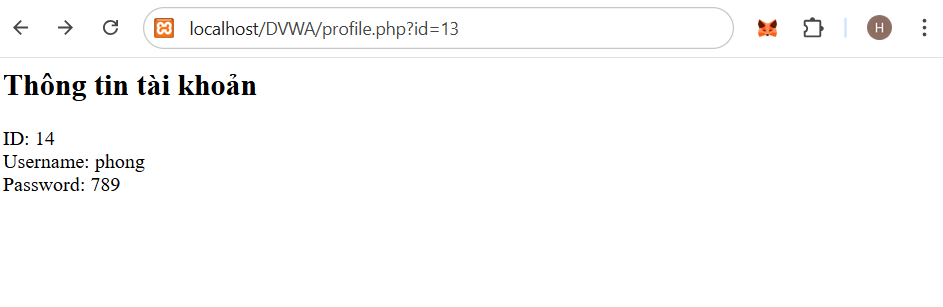 localhost/DVWA/profile.php?id=13
H
Thông tin tài khoản
ID: 14
Username: phong
Password: 789